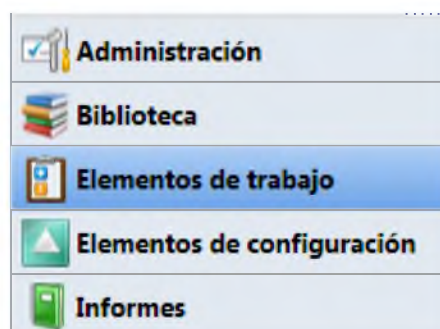 Administración
Biblioteca
Elementos de trabajo
Elementos de configuración
Informes